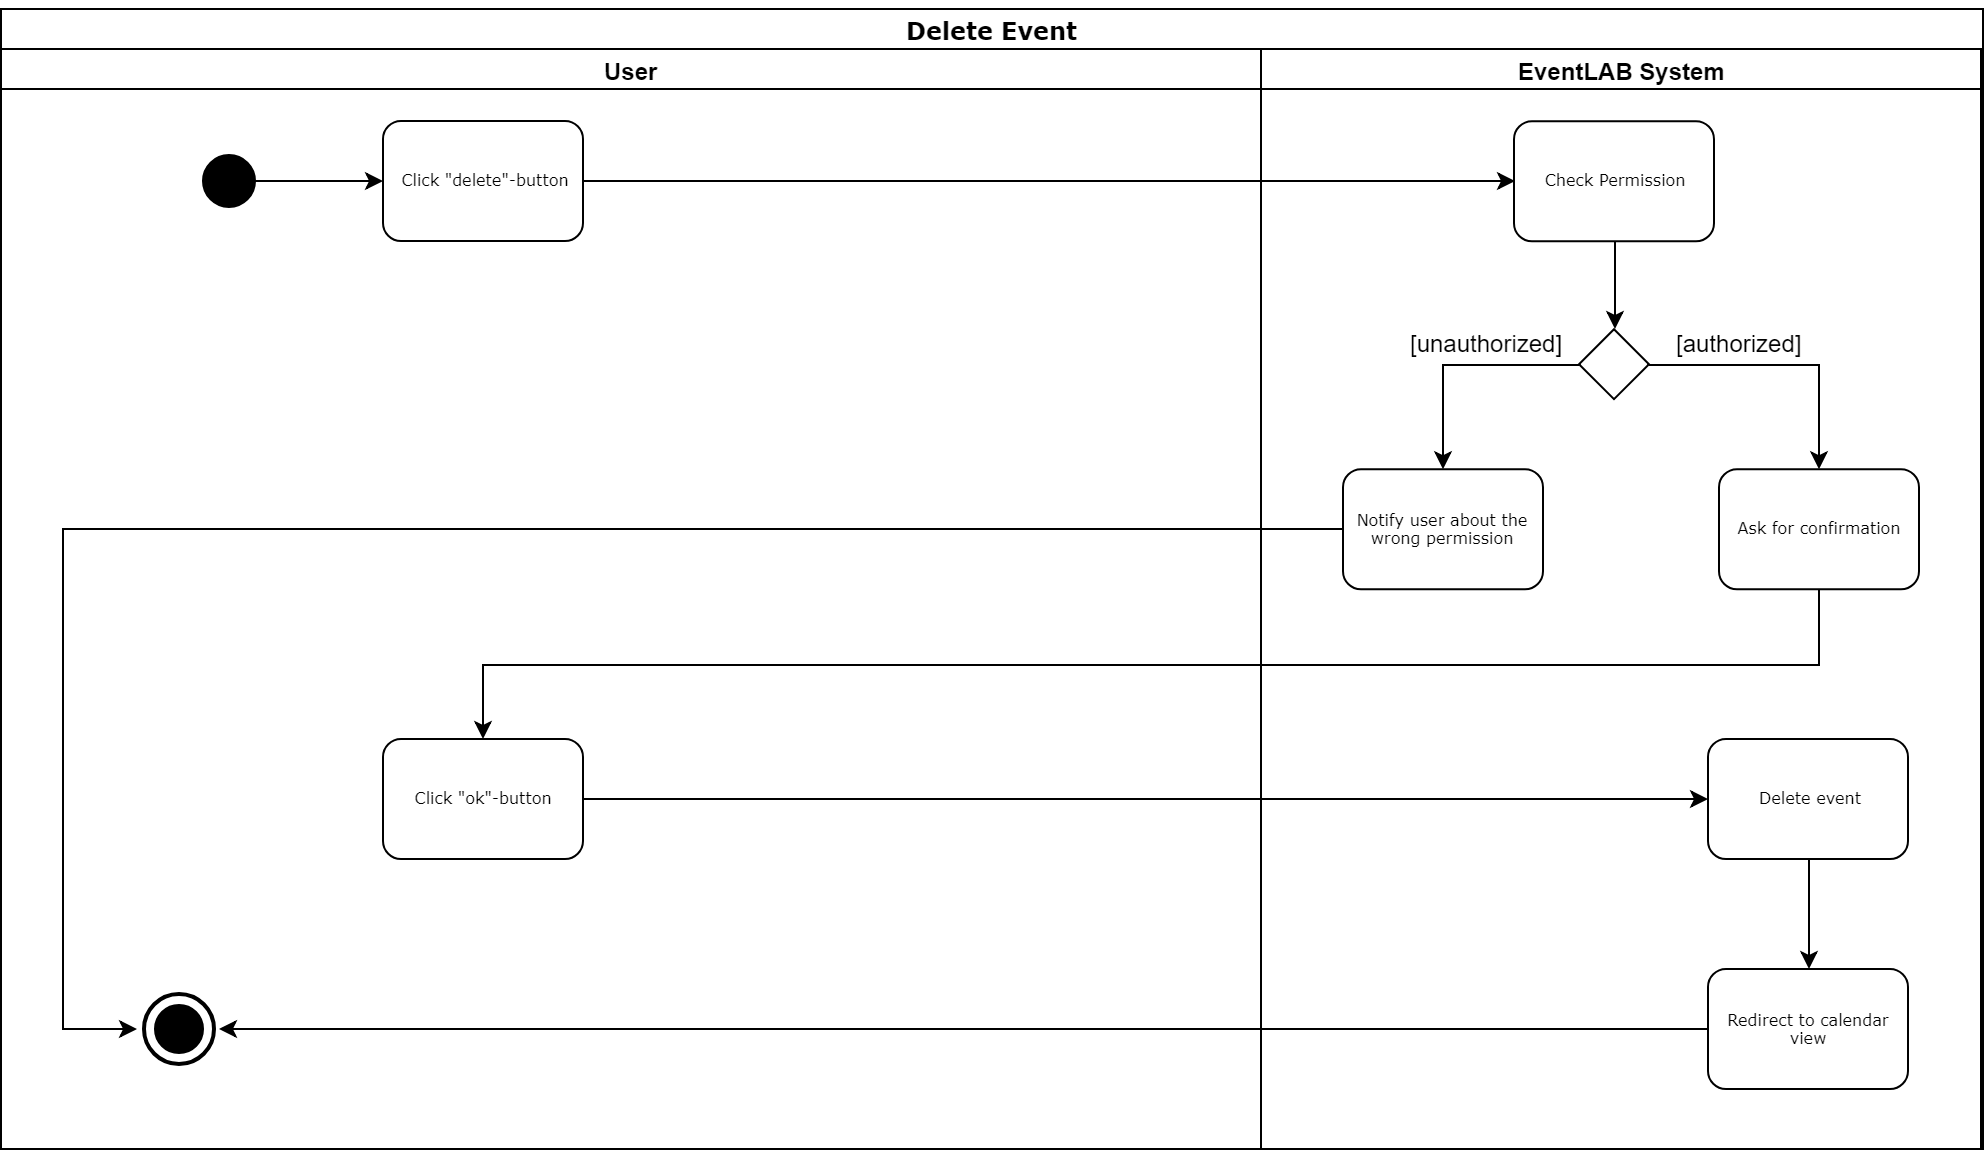 Delete Event
User
EventLAB System
Click "delete"-button
Check Permission
[unauthorized]
[authorized]
Notify user about the
wrong permission
Ask for confirmation
Click "ok"-button
Delete event
Redirect to calendar
view